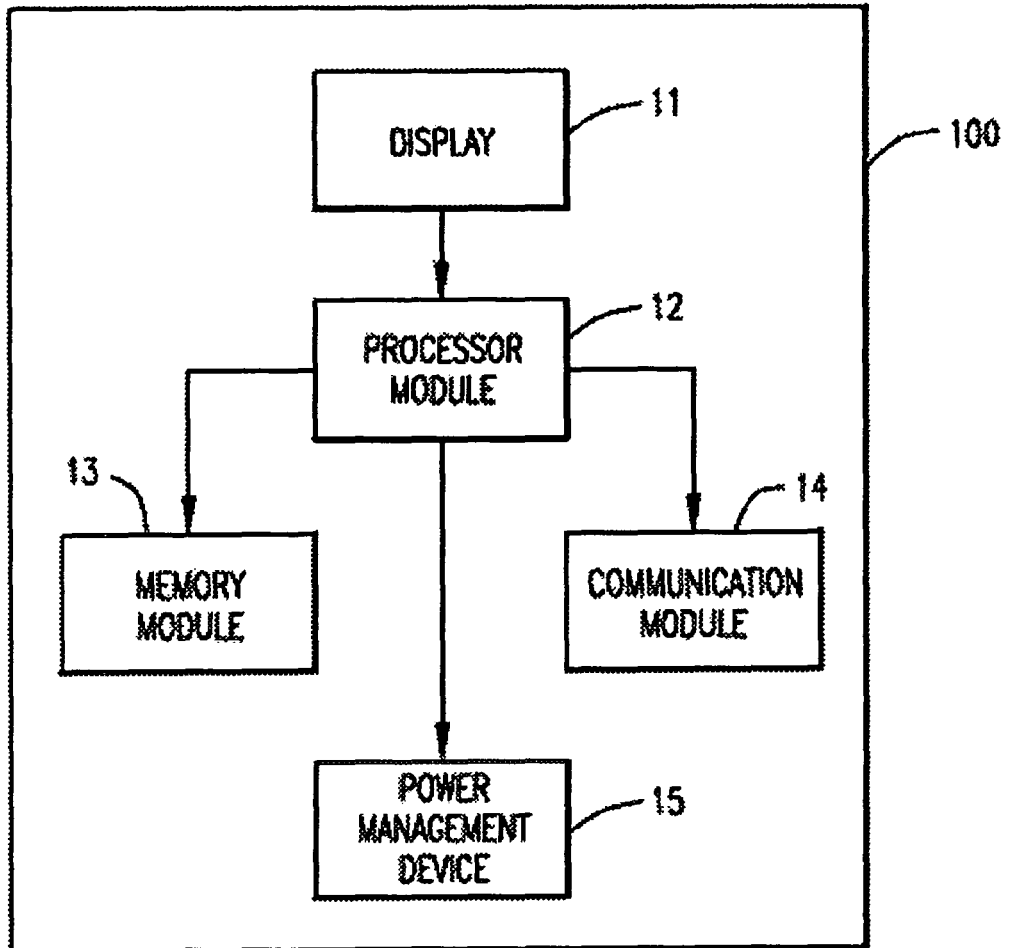 11
DISPLAY
100
12
PROCESSOR
MODULE
13
14
MEMORY
MODULE
COMMUNICATION
MODULE
POWER
MANAGEMENT
DEVICE
15